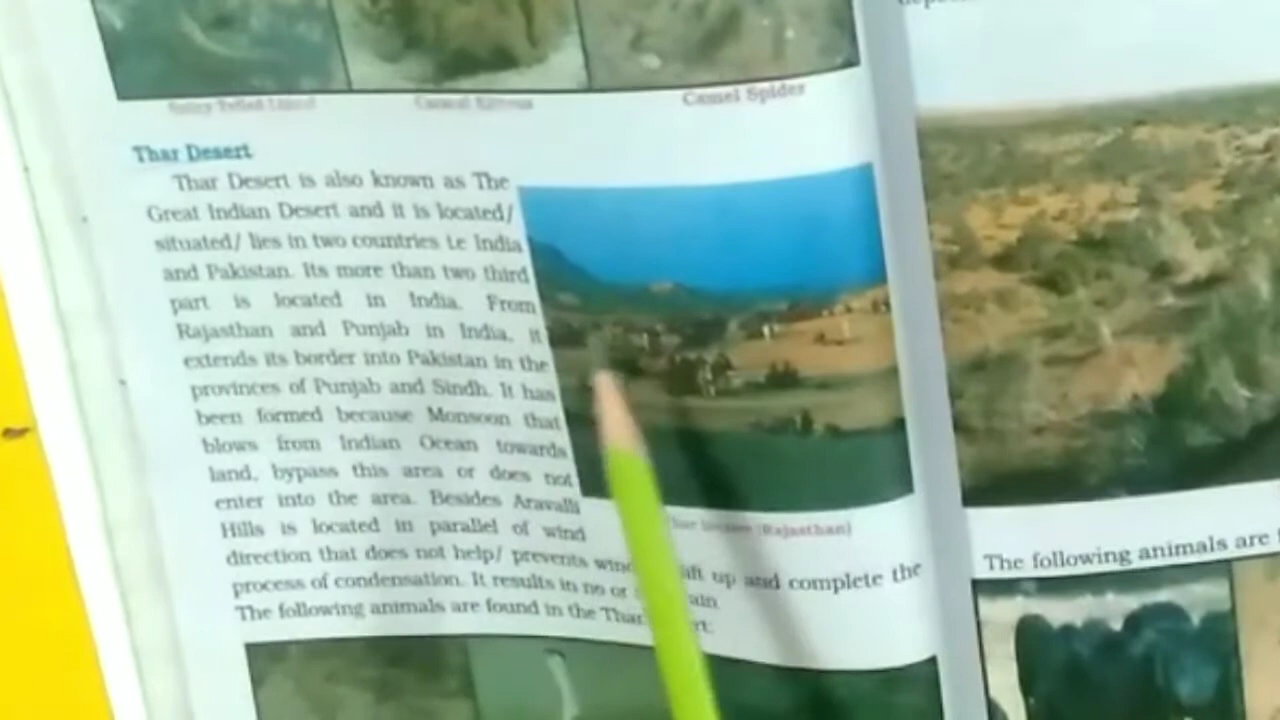 Camel Spider
Thar Desert
Thar Desert is also known as The
Great Indian Desert and it is located/
situated/ lies in two countries i.e India
and Pakistan. Its more than two third
part is located in India. From
Rajasthan and Punjab in India, it
extends its border into Pakistan in the
provinces of Punjab and Sindh. It has
been formed because Monsoon that
blows from Indian Ocean towards
land, bypass this area or does not
enter into the area. Besides Aravalli
Hills is located in parallel of wind
direction that does not help/ prevents up and complete the
process of condensation. It results in no or
The following animals are found in the Thar
(Rajasthan)
The following animals are